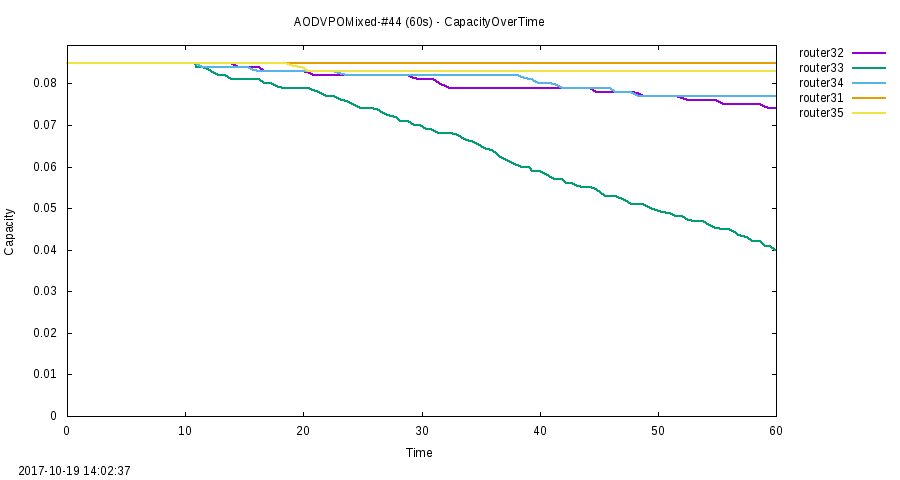 AODVPOMixed-#44 (60s) - CapacityOverTime
router32
router33
router34
router31
router35
0.08
0.07
0.06
0.05
0.04
0.03
0.02
0.01
0
Capacity
0 10 20 30 40 50 60
Time
2017-10-19 14:02:37